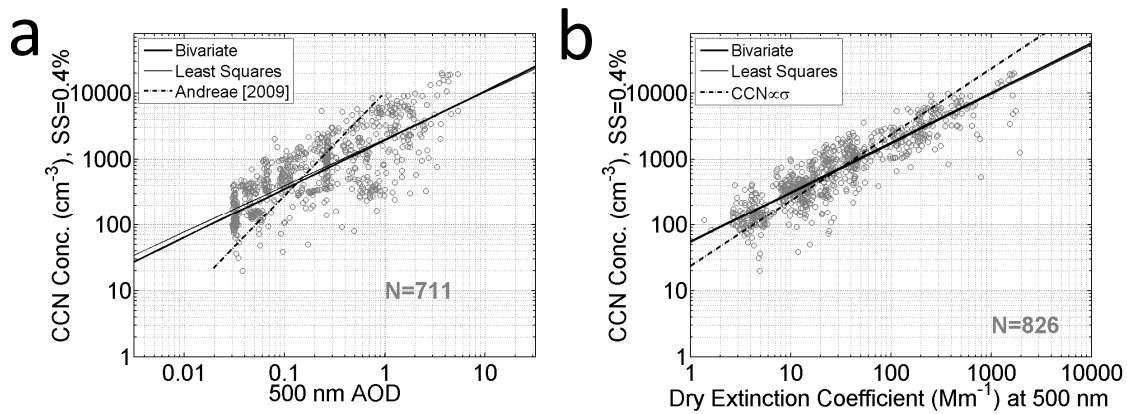 a
Bivariate
Least Squares
Andreae [2009]
CCN Conc. (cm⁻³), SS=0.4%
10000
1000
100
10
1
N=711
0.01 0.1 1 10
500 nm AOD
b
Bivariate
Least Squares
CCN∝σ
CCN Conc. (cm⁻³), SS=0.4%
10000
1000
100
10
1
N=826
1 10 100 1000 10000
Dry Extinction Coefficient (Mm⁻¹) at 500 nm